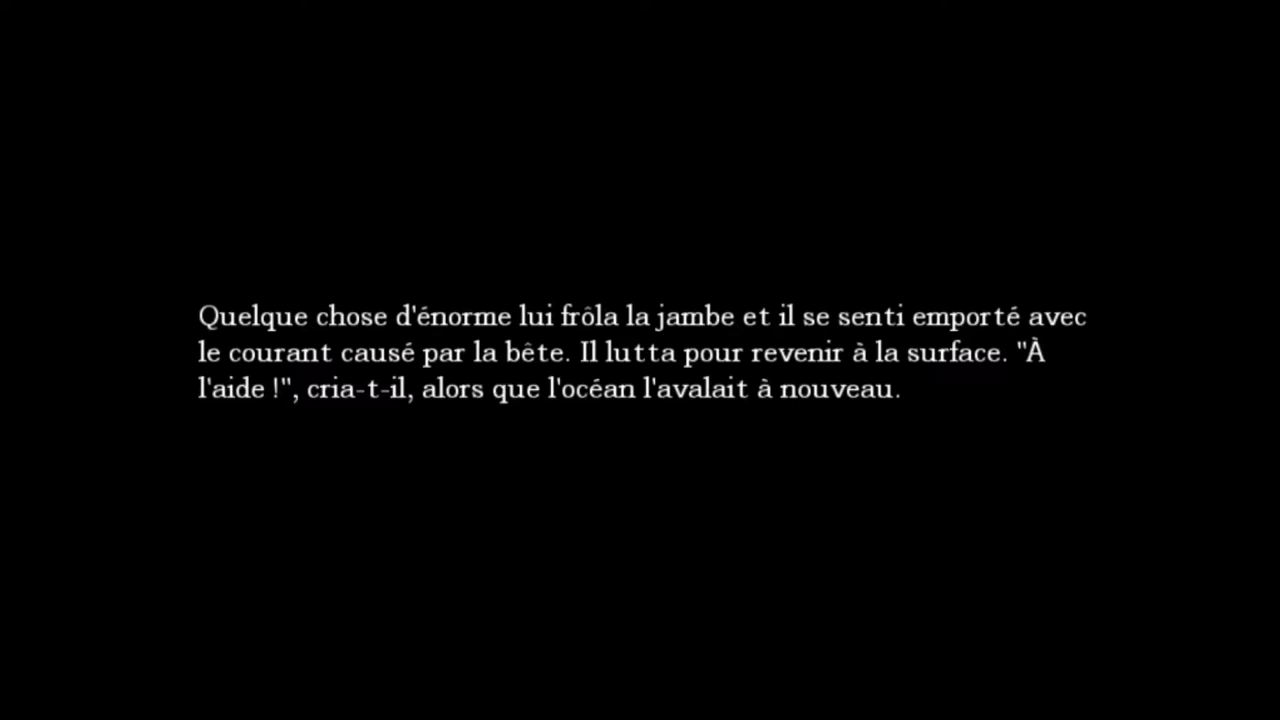 Quelque chose d'énorme lui frôla la jambe et il se senti emporté avec
le courant causé par la bête. Il lutta pour revenir à la surface. "À
l'aide !", cria-t-il, alors que l'océan l'avalait à nouveau.